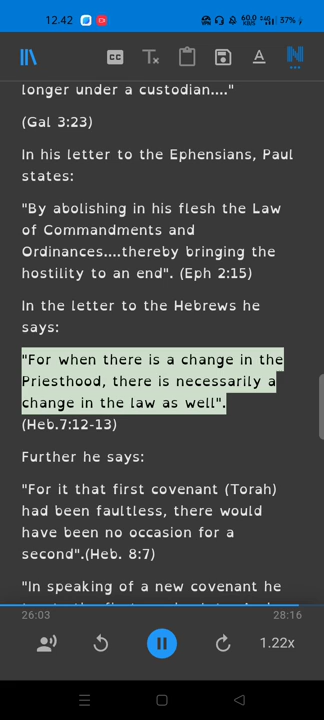 12.42
60.0
KB/S
37%
CC
longer under a custodian...."
(Gal 3:23)
In his letter to the Ephensians, Paul
states:
"By abolishing in his flesh the Law
of Commandments and
Ordinances....thereby bringing the
hostility to an end". (Eph 2:15)
In the letter to the Hebrews he
says:
"For when there is a change in the
Priesthood, there is necessarily a
change in the law as well".
(Heb.7:12-13)
Further he says:
"For it that first covenant (Torah)
had been faultless, there would
have been no occasion for a
second".(Heb. 8:7)
"In speaking of a new covenant he
26:03
28:16
1.22x